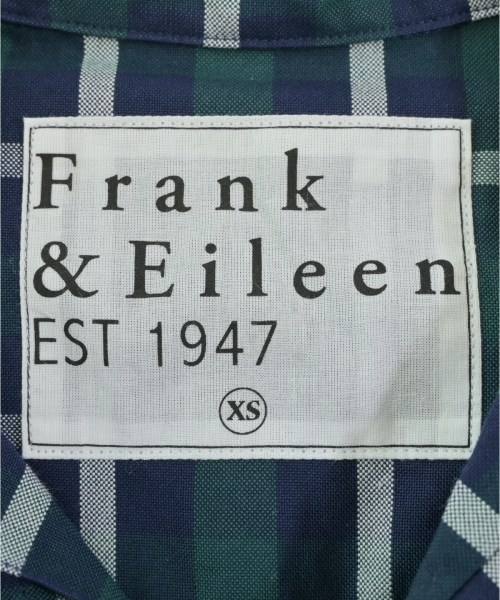 Frank
& Eileen
EST 1947
XS